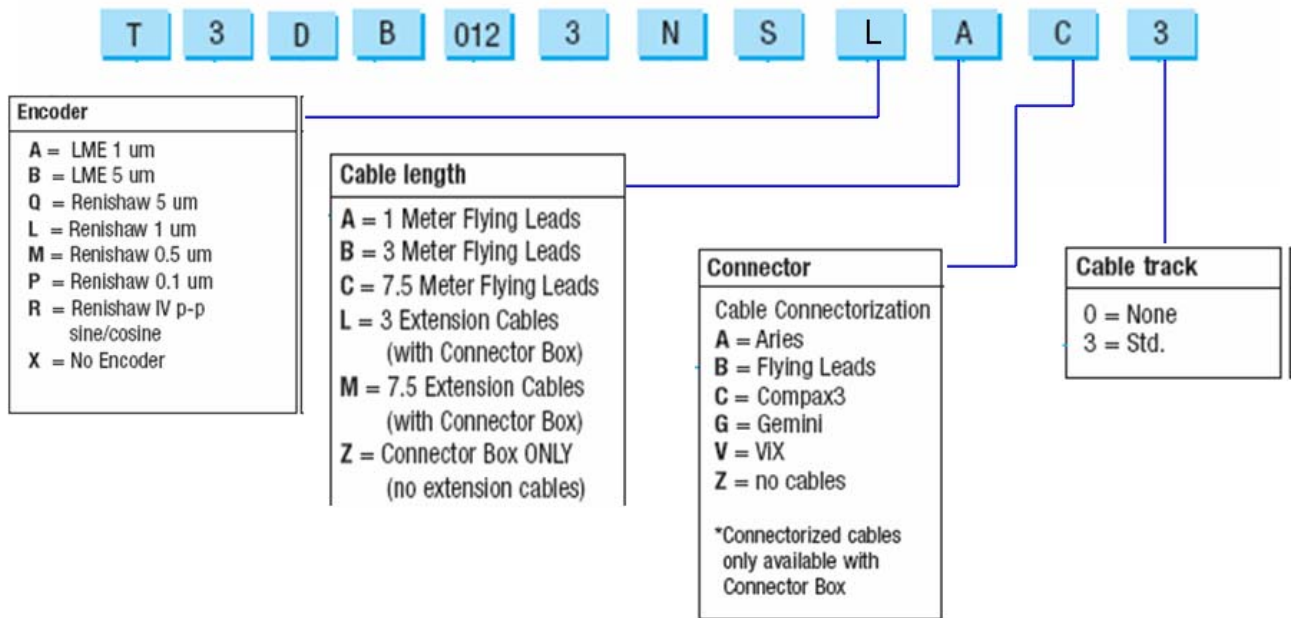 T 3 D B 012 3 N S L A C 3
Encoder
A = LME 1 um
B = LME 5 um
Q = Renishaw 5 um
L = Renishaw 1 um
M = Renishaw 0.5 um
P = Renishaw 0.1 um
R = Renishaw IV p-p
sine/cosine
X = No Encoder
Cable length
A = 1 Meter Flying Leads
B = 3 Meter Flying Leads
C = 7.5 Meter Flying Leads
L = 3 Extension Cables
(with Connector Box)
M = 7.5 Extension Cables
(with Connector Box)
Z = Connector Box ONLY
(no extension cables)
Connector
Cable Connectorization
A = Aries
B = Flying Leads
C = Compax3
G = Gemini
V = ViX
Z = no cables
*Connectorized cables
only available with
Connector Box
Cable track
0 = None
3 = Std.